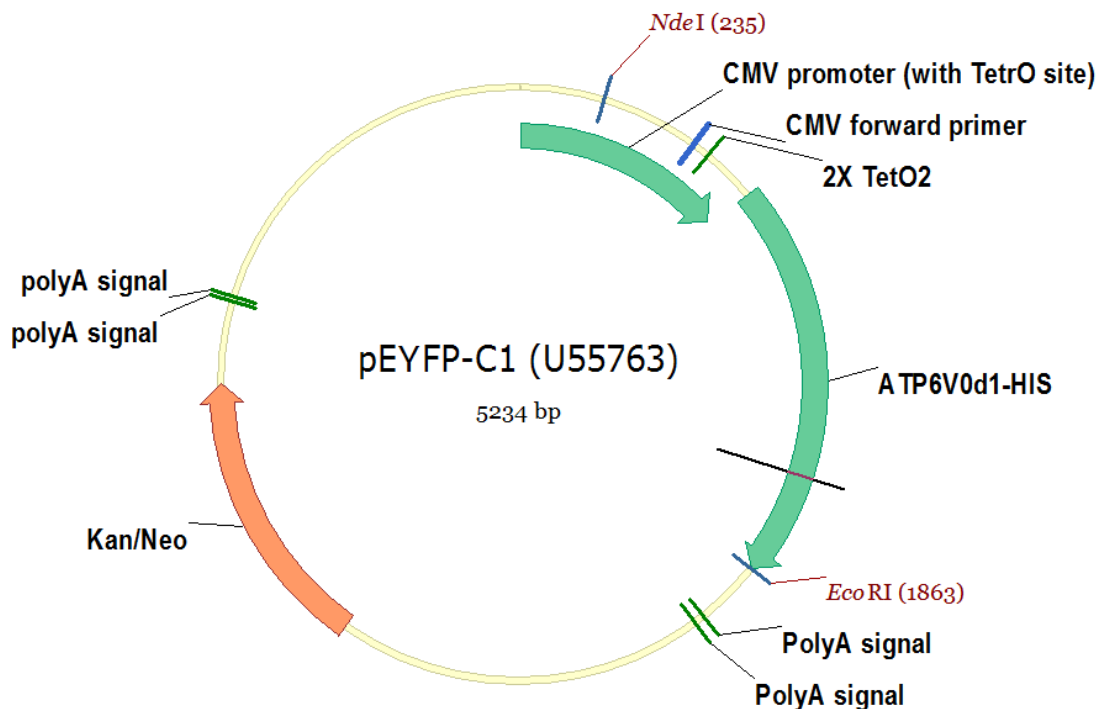 NdeI (235)
CMV promoter (with TetrO site)
CMV forward primer
2X TetO2
polyA signal
polyA signal
pEYFP-C1 (U55763)
5234 bp
ATP6V0d1-HIS
Kan/Neo
EcoRI (1863)
PolyA signal
PolyA signal